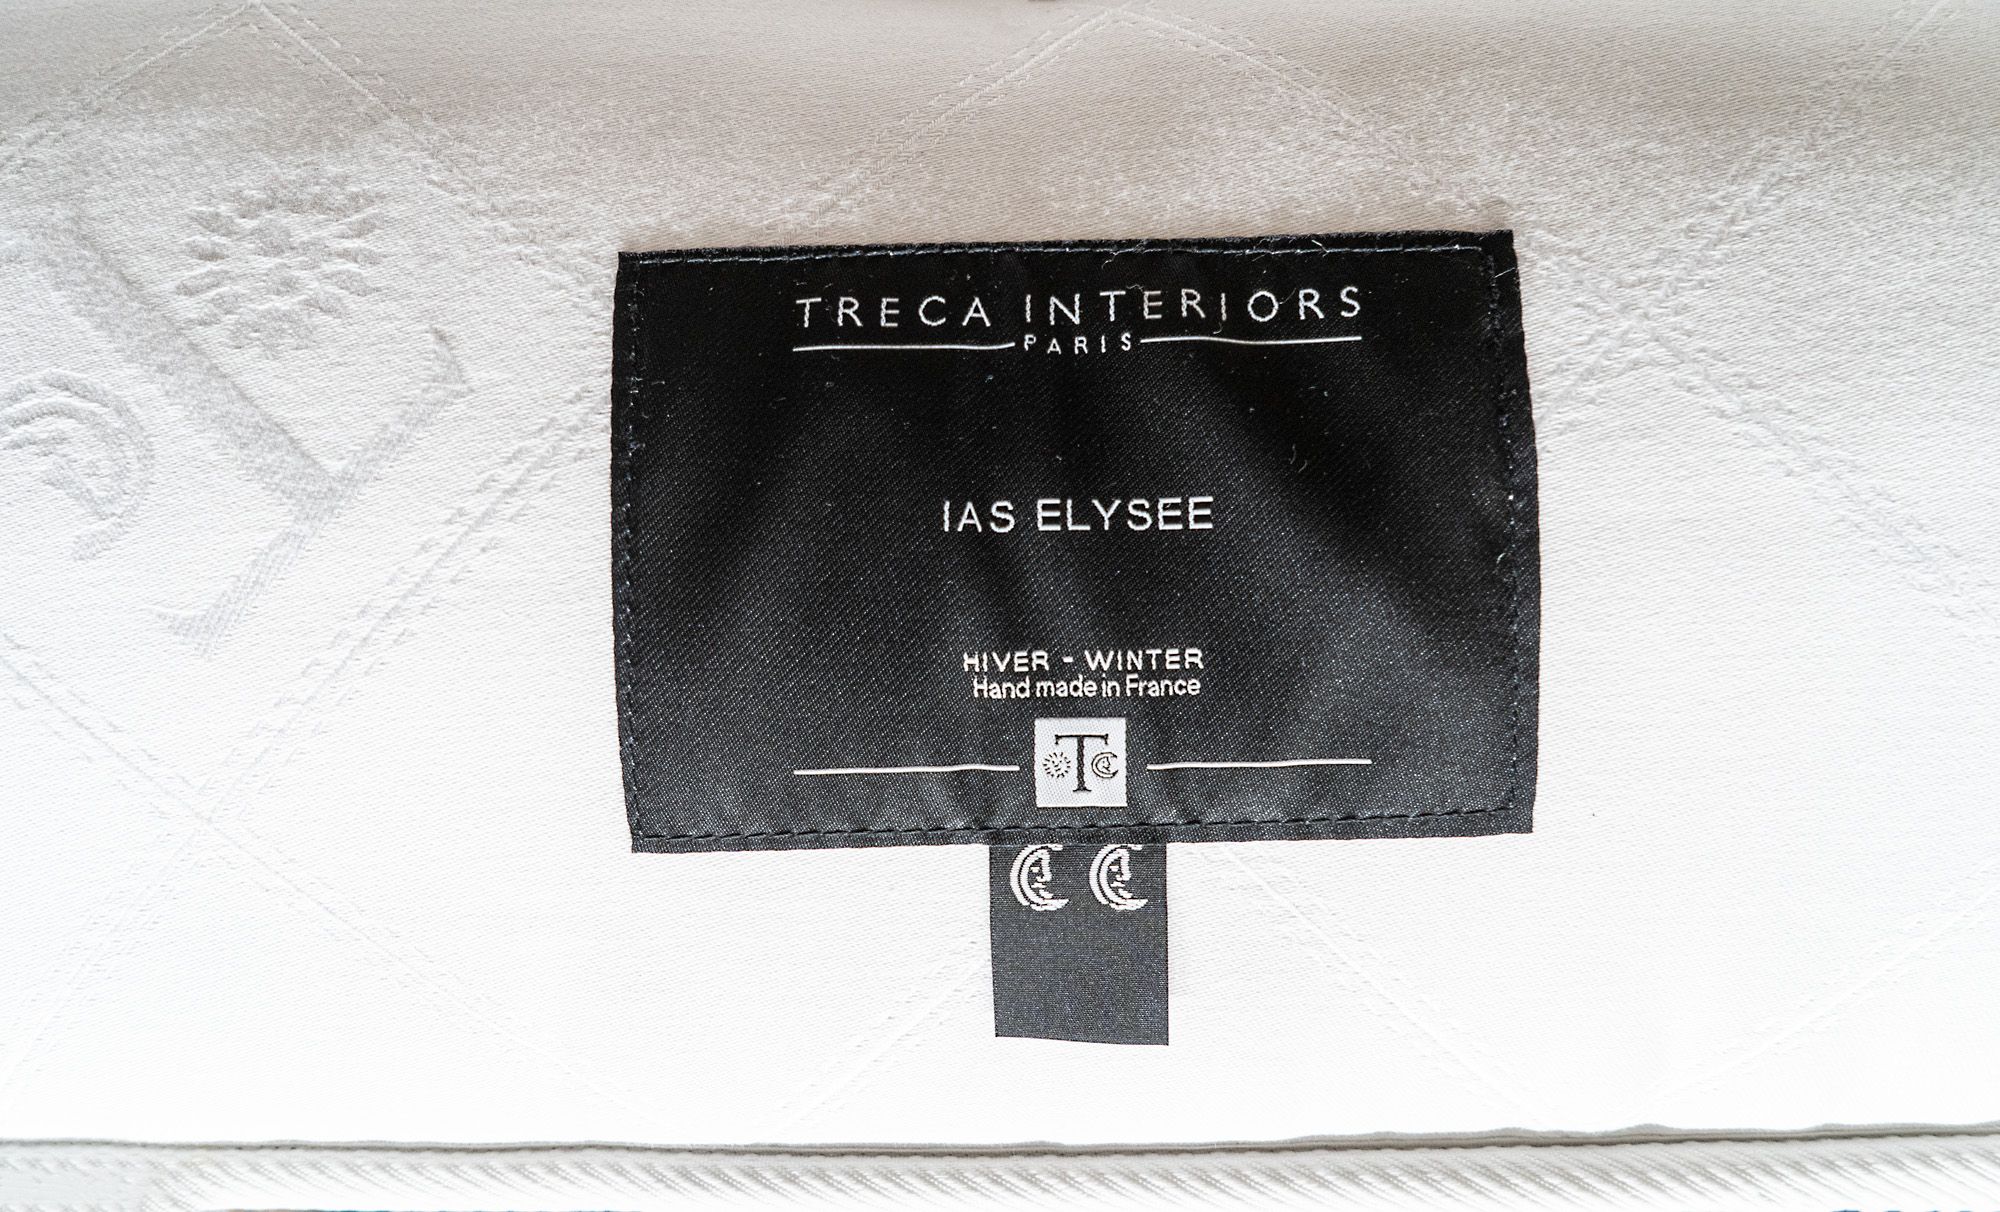 TRECA INTERIORS
PARIS
IAS ELYSEE
HIVER - WINTER
Hand made in France
T